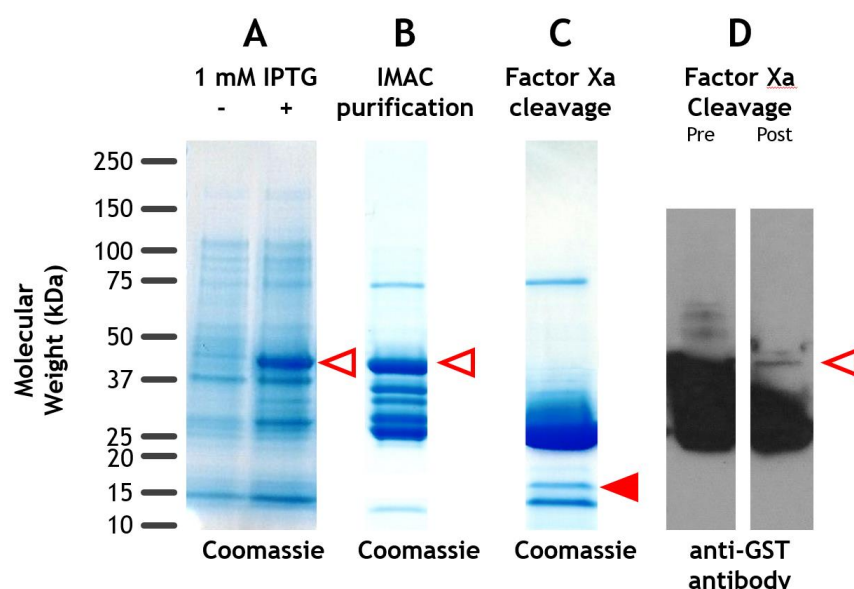 A
B
C
D
1 mM IPTG
- +
IMAC
purification
Factor Xa
cleavage
Factor Xa
Cleavage
Pre Post
Molecular
Weight (kDa)
250
150
100
75
50
37
25
20
15
10
Coomassie
Coomassie
Coomassie
anti-GST
antibody